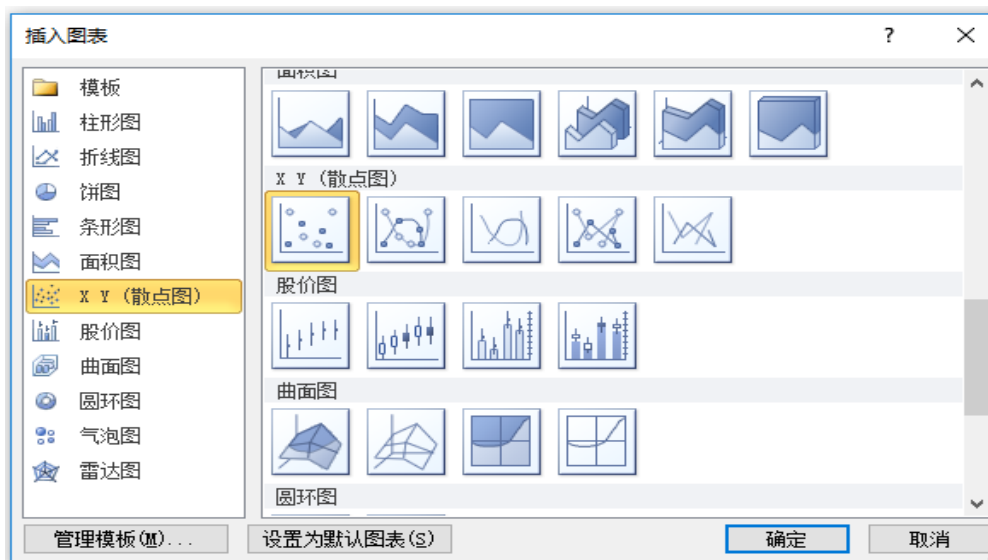 插入图表
?
模板
柱形图
折线图
饼图
条形图
面积图
X Y (散点图)
股价图
曲面图
圆环图
气泡图
雷达图
面积图
X Y (散点图)
股价图
曲面图
圆环图
管理模板(M)...
设置为默认图表(S)
确定
取消